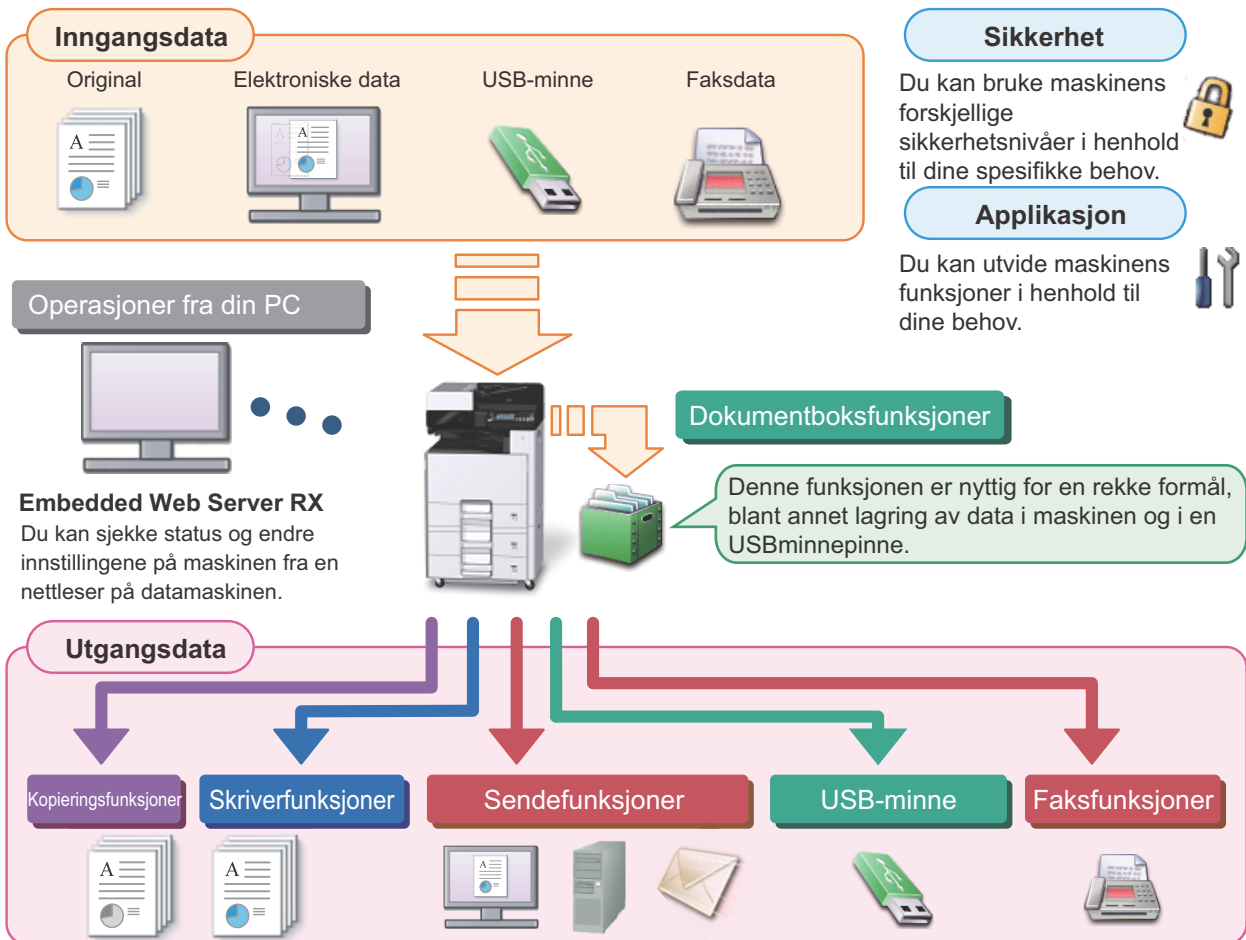 Inngangsdata
Original
Elektroniske data
USB-minne
Faksdata
Sikkerhet
Du kan bruke maskinens
forskjellige
sikkerhetsnivåer i henhold
til dine spesifikke behov.
Applikasjon
Du kan utvide maskinens
funksjoner i henhold til
dine behov.
Operasjoner fra din PC
Embedded Web Server RX
Du kan sjekke status og endre
innstillingene på maskinen fra en
nettleser på datamaskinen.
Dokumentboksfunksjoner
Denne funksjonen er nyttig for en rekke formål,
blant annet lagring av data i maskinen og i en
USBminnepinne.
Utgangsdata
Kopieringsfunksjoner
Skriverfunksjoner
Sendefunksjoner
USB-minne
Faksfunksjoner